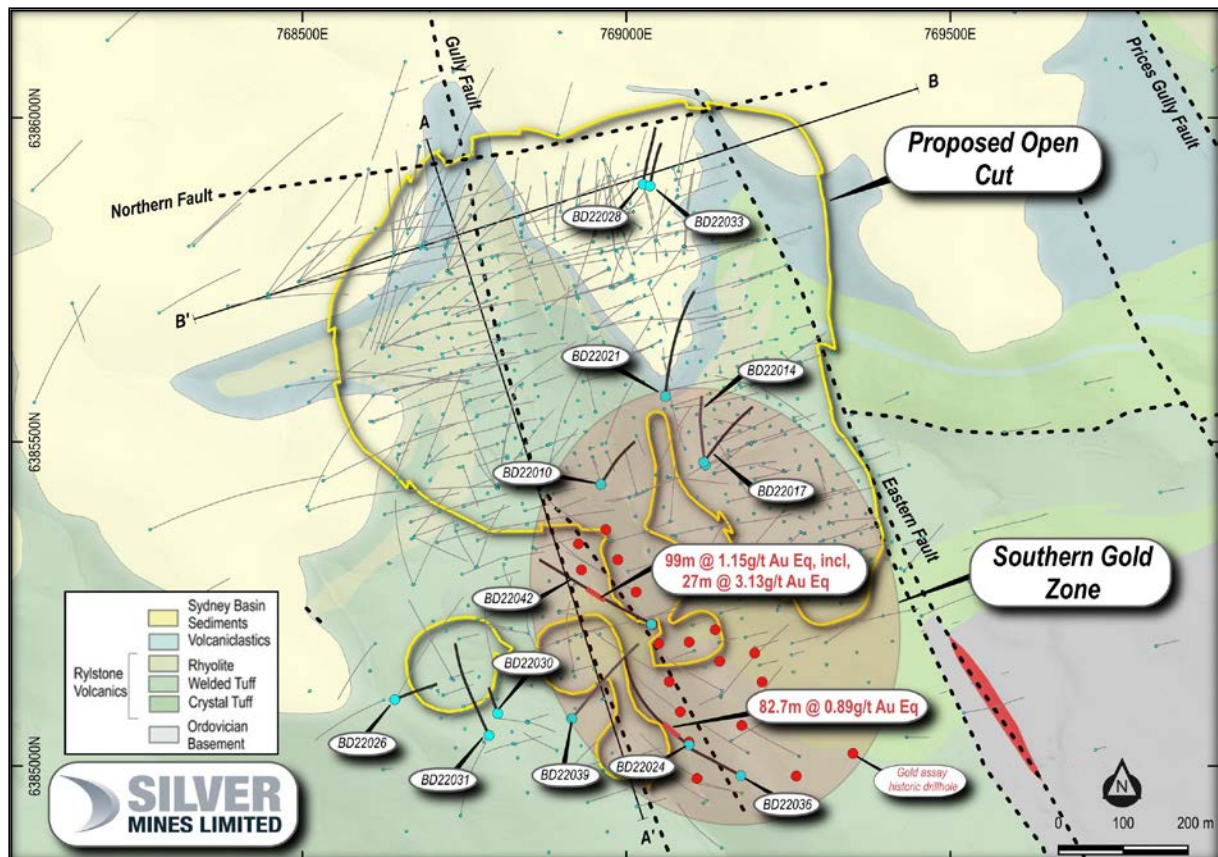 768500E
769000E
769500E
6386000N
6385500N
6385000N
Gully Fault
Prices Gully Fault
A
B
Proposed Open
Cut
Northern Fault
BD22028
BD22033
B'
BD22021
BD22014
BD22010
BD22017
Eastern Fault
99m @ 1.15g/t Au Eq, incl,
27m @ 3.13g/t Au Eq
Southern Gold
Zone
BD22042
BD22030
82.7m @ 0.89g/t Au Eq
BD22026
BD22031
BD22039
BD22024
BD22036
Gold assay
historic drillhole
A'
Sydney Basin
Sediments
Volcaniclastics
Rylstone
Volcanics
Rhyolite
Welded Tuff
Crystal Tuff
Ordovician
Basement
SILVER
MINES LIMITED
N
0 100 200 m